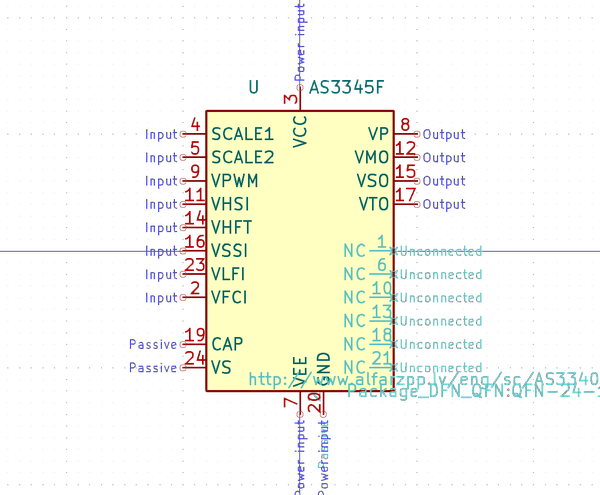 Power input
U AS3345F
3
VCC
Input 4 SCALE1 VP 8 Output
Input 5 SCALE2 VMO 12 Output
Input 9 VPWM VSO 15 Output
Input 11 VHSI VTO 17 Output
Input 14 VHFT
Input 16 VSSI NC 1 Unconnected
Input 23 VLFI NC 6 Unconnected
Input 2 VFCI NC 10 Unconnected
NC 13 Unconnected
Passive 19 CAP NC 18 Unconnected
Passive 24 VS NC 21 Unconnected
VEE GND
http://www.alfarzpp.lv/eng/sc/AS3340
Package_DFN_QFN:QFN-24-1
7 20
Power input Power input